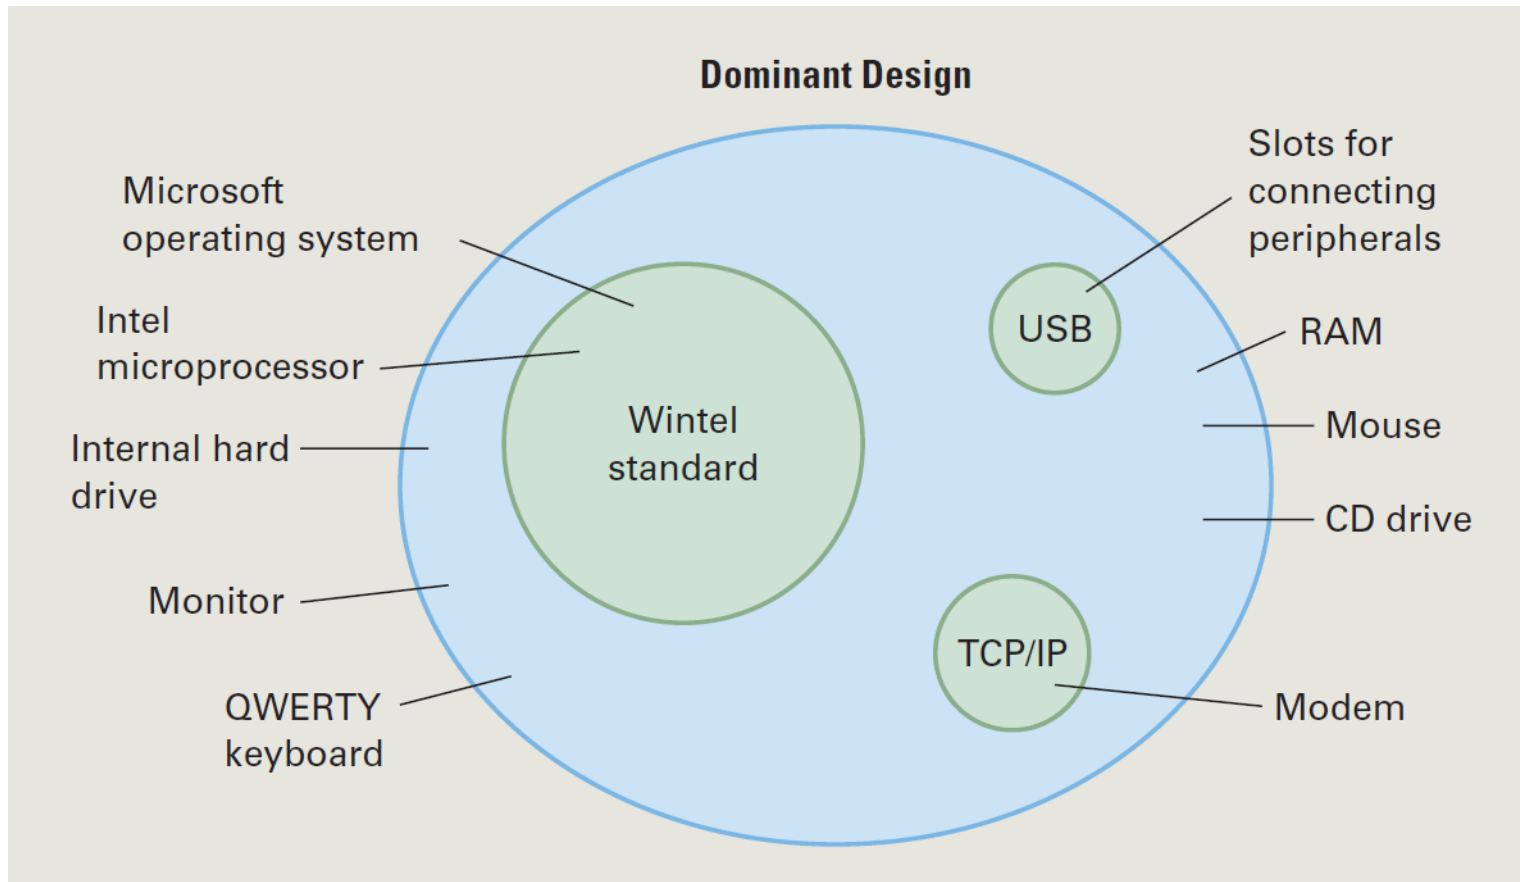 Dominant Design
Microsoft
operating system
Intel
microprocessor
Internal hard
drive
Monitor
QWERTY
keyboard
Wintel
standard
USB
TCP/IP
Slots for
connecting
peripherals
RAM
Mouse
CD drive
Modem